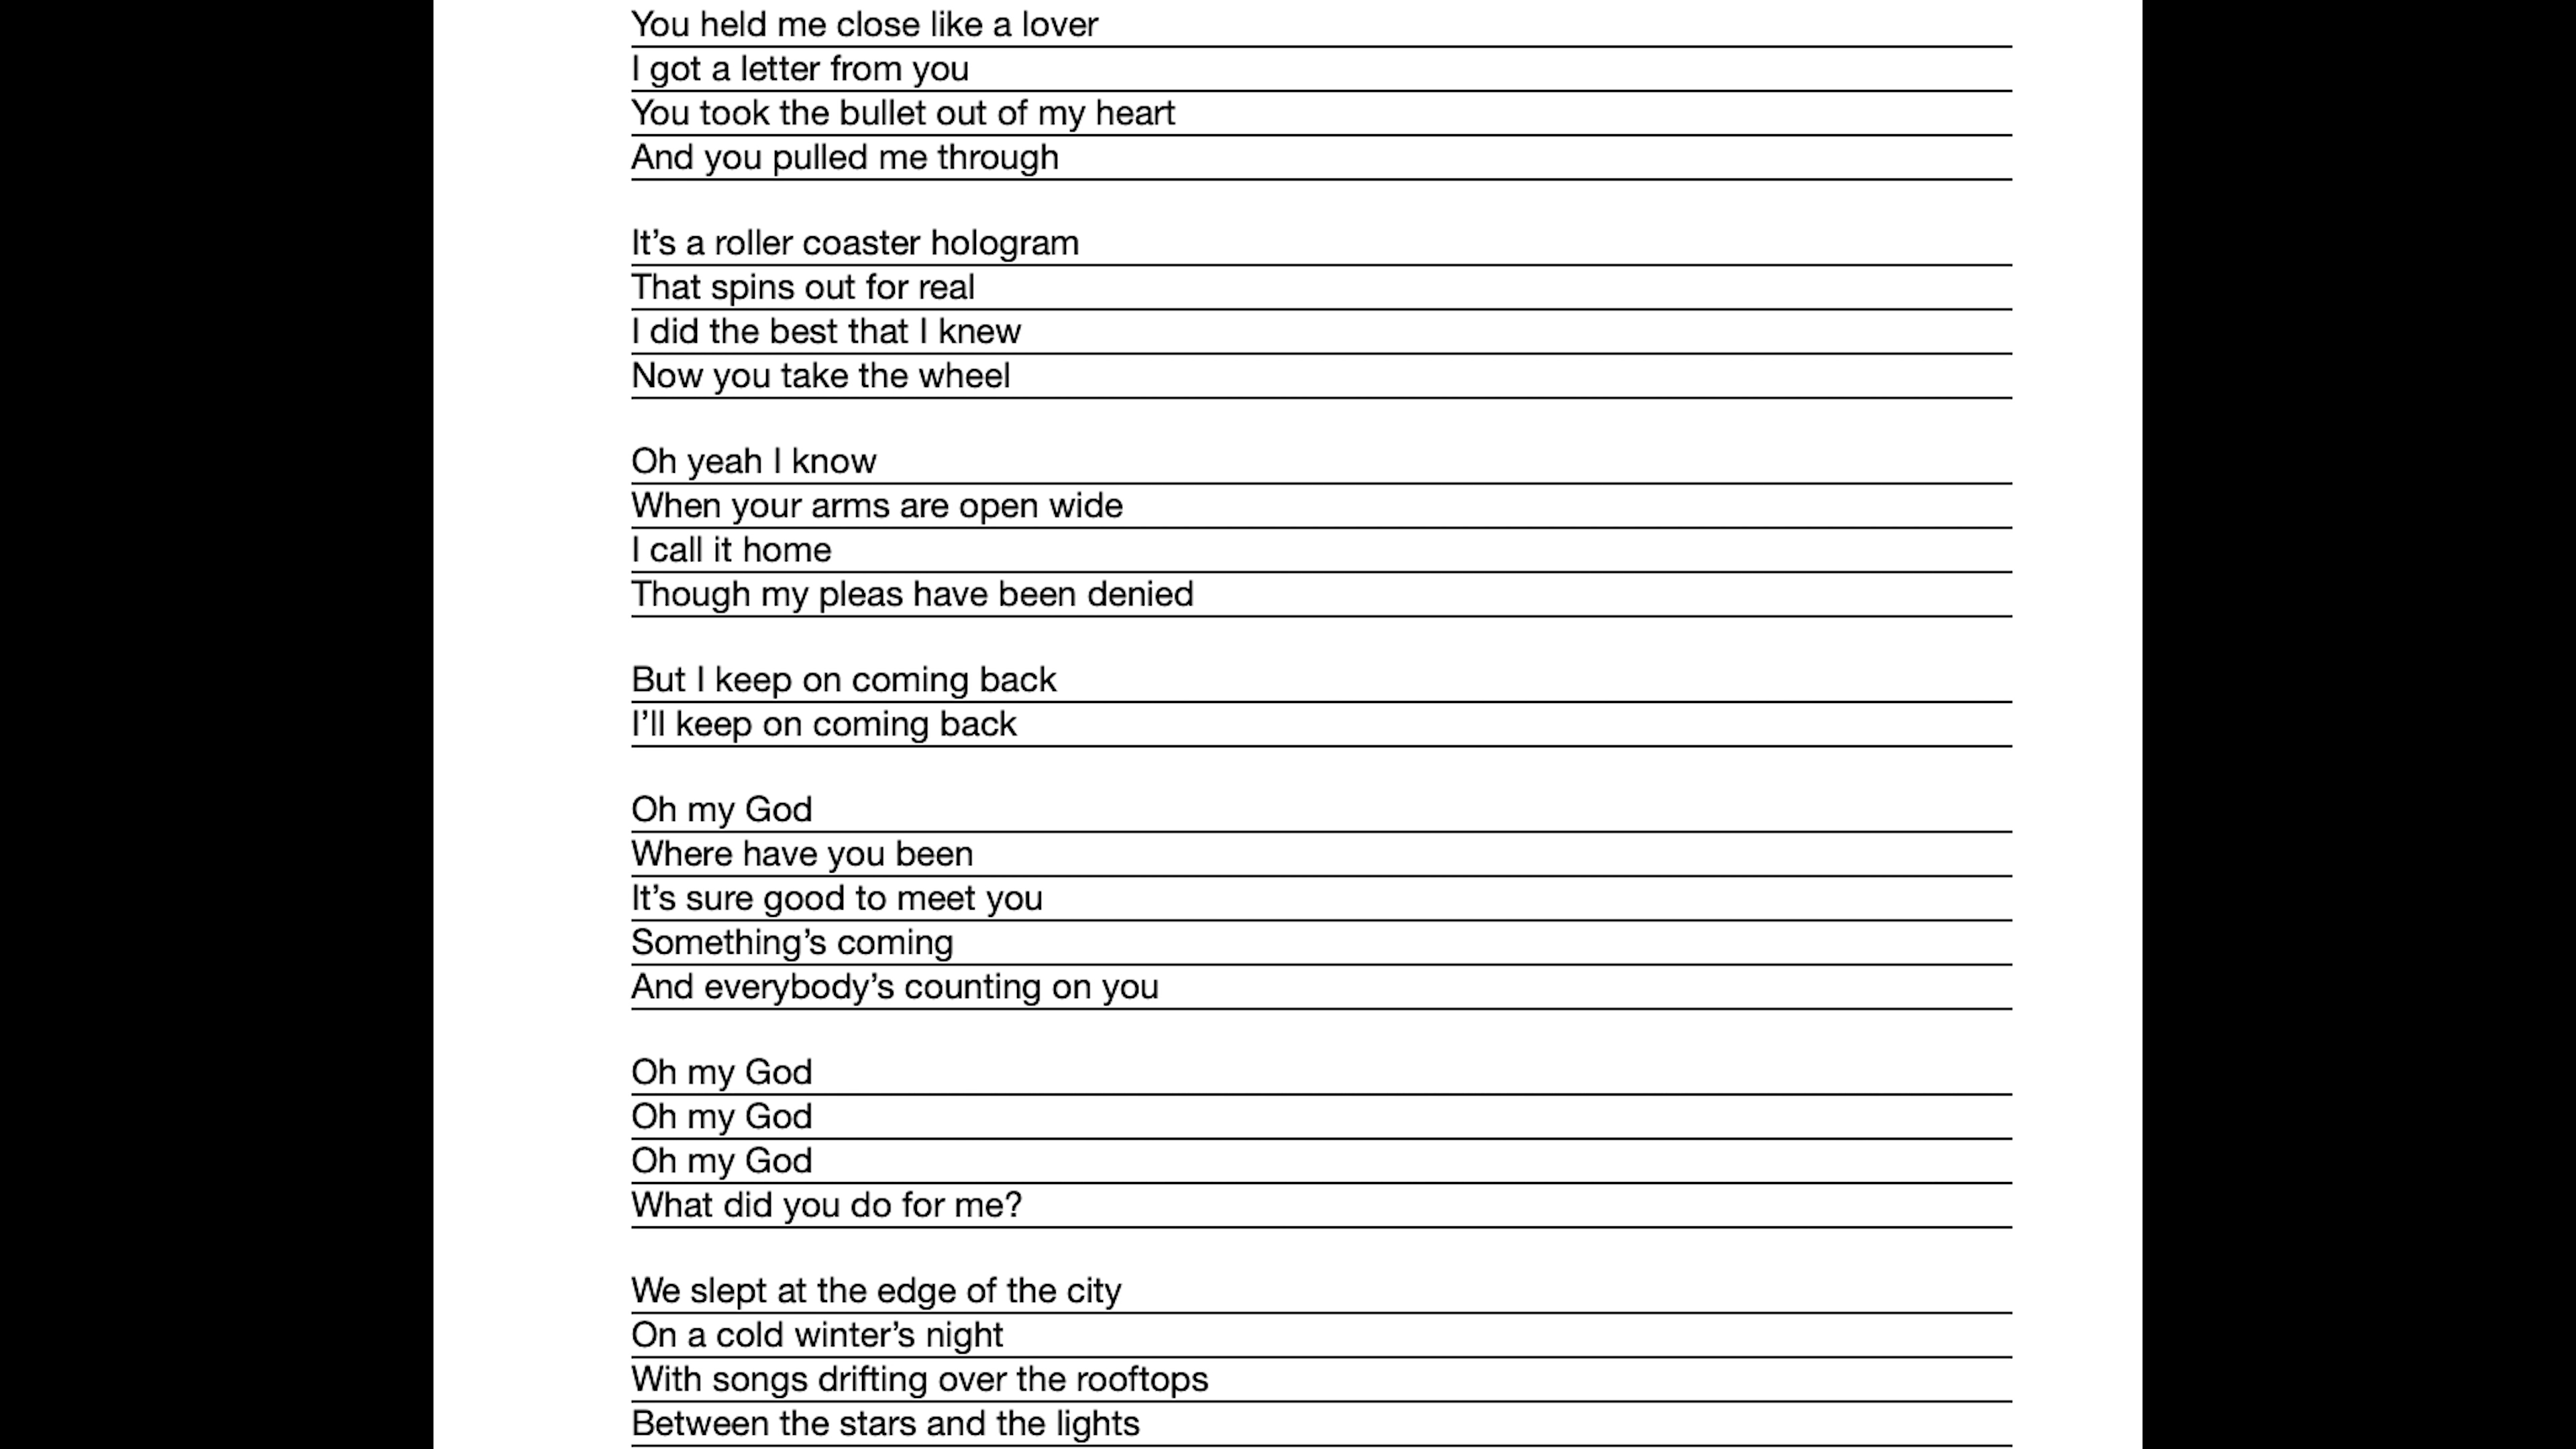 You held me close like a lover
I got a letter from you
You took the bullet out of my heart
And you pulled me through
It’s a roller coaster hologram
That spins out for real
I did the best that I knew
Now you take the wheel
Oh yeah I know
When your arms are open wide
I call it home
Though my pleas have been denied
But I keep on coming back
I’ll keep on coming back
Oh my God
Where have you been
It’s sure good to meet you
Something’s coming
And everybody’s counting on you
Oh my God
Oh my God
Oh my God
What did you do for me?
We slept at the edge of the city
On a cold winter’s night
With songs drifting over the rooftops
Between the stars and the lights